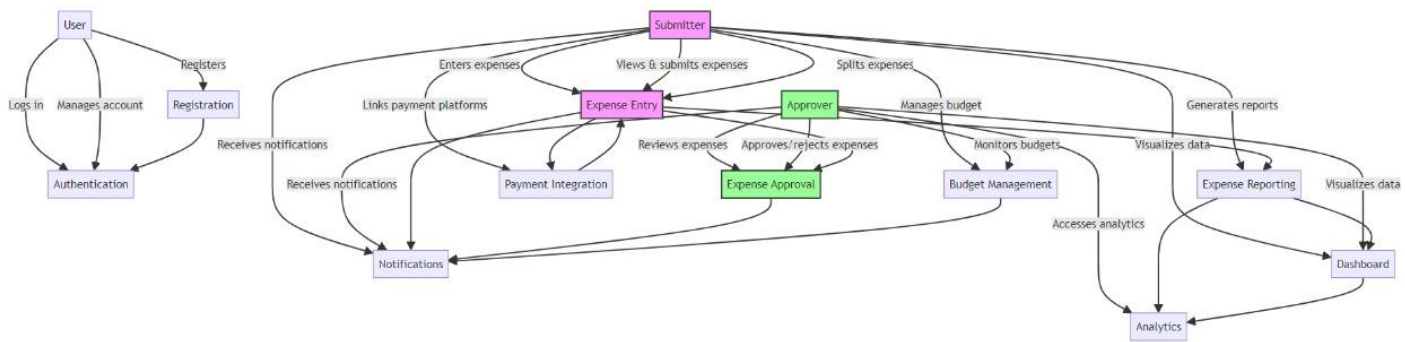 User
Submitter
Registers
Enters expenses
Views & submits expenses
Splits expenses
Logs in
Manages account
Registration
Links payment platforms
Expense Entry
Approver
Manages budget
Generates reports
Receives notifications
Reviews expenses
Approves/rejects expenses
Monitors budgets
Visualizes data
Authentication
Receives notifications
Payment Integration
Expense Approval
Budget Management
Expense Reporting
Visualizes data
Accesses analytics
Notifications
Dashboard
Analytics